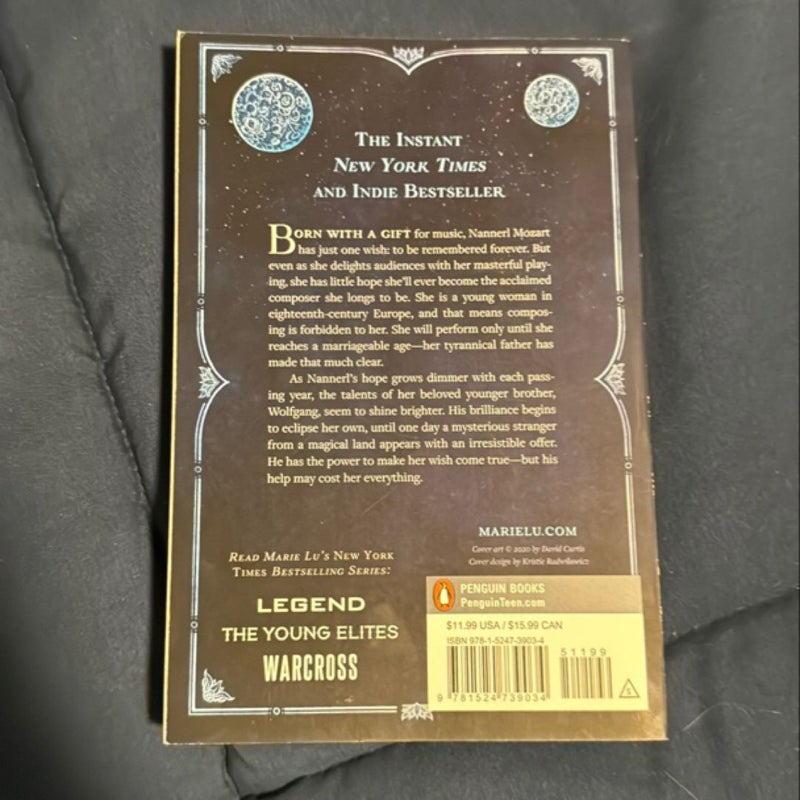 THE INSTANT
NEW YORK TIMES
AND INDIE BESTSELLER
BORN WITH A GIFT for music, Nannerl Mozart
has just one wish: to be remembered forever. But
even as she delights audiences with her masterful play-
ing, she has little hope she'll ever become the acclaimed
composer she longs to be. She is a young woman in
eighteenth-century Europe, and that means compos-
ing is forbidden to her. She will perform only until she
reaches a marriageable age—her tyrannical father has
made that much clear.
As Nannerl's hope grows dimmer with each pass-
ing year, the talents of her beloved younger brother,
Wolfgang, seem to shine brighter. His brilliance begins
to eclipse her own, until one day a mysterious stranger
from a magical land appears with an irresistible offer.
He has the power to make her wish come true—but his
help may cost her everything.
READ MARIE LU'S NEW YORK
TIMES BESTSELLING SERIES:
LEGEND
THE YOUNG ELITES
WARCROSS
MARIELU.COM
Cover art © 2020 by David Curtis
Cover design by Kristie Radwilowicz
PENGUIN BOOKS
PenguinTeen.com
$11.99 USA / $15.99 CAN
ISBN 978-1-5247-3903-4
51199
9 781524 739034
S